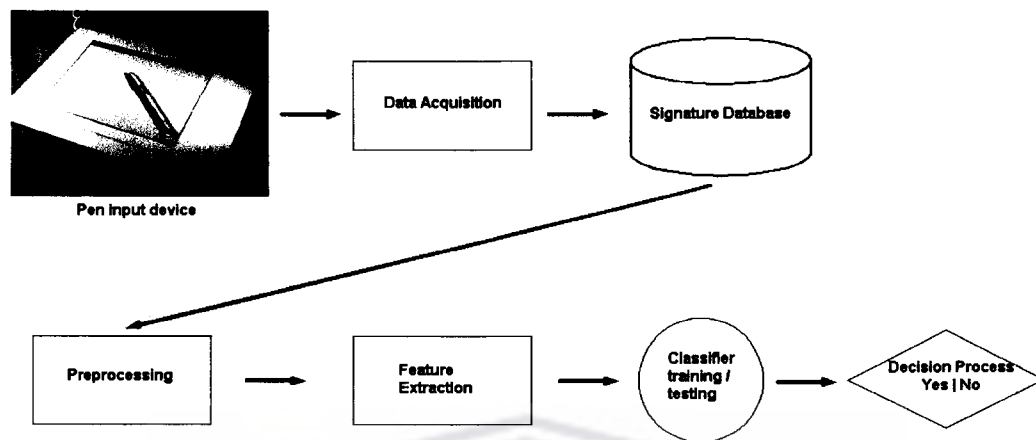 Data Acquisition
Signature Database
Pen input device
Preprocessing
Feature
Extraction
Classifier
training /
testing
Decision Process
Yes | No